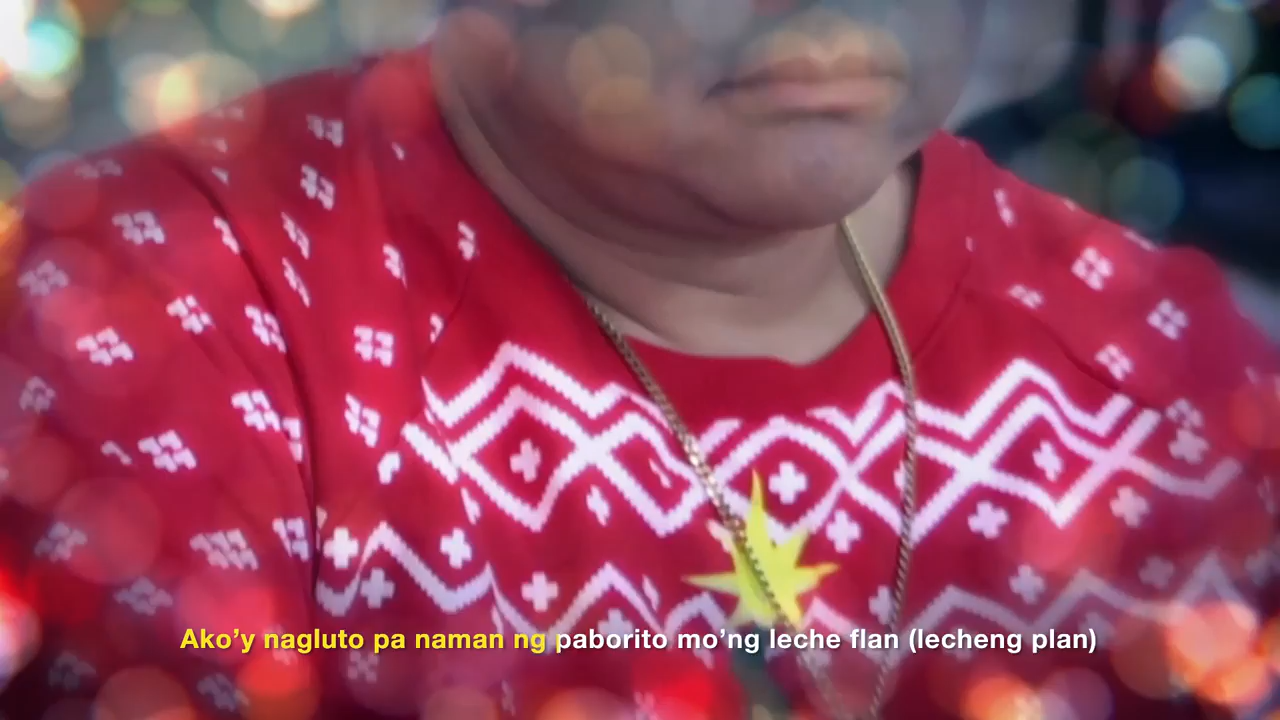 Ako’y nagluto pa naman ng paborito mo’ng leche flan (lecheng plan)